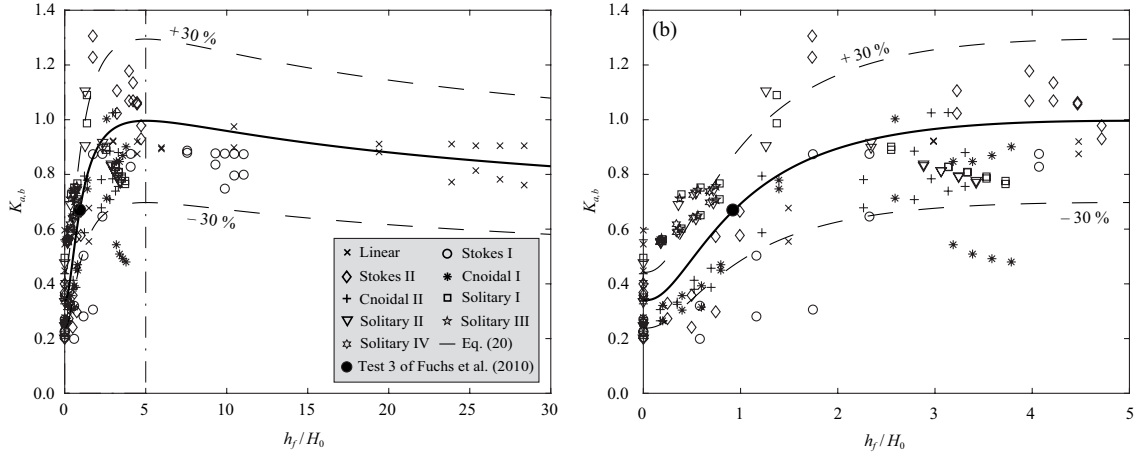 1.4
1.2
1.0
0.8
0.6
0.4
0.2
0.0
K_{a,b}
+30 %
−30 %
Linear
Stokes I
Stokes II
Cnoidal I
Cnoidal II
Solitary I
Solitary II
Solitary III
Solitary IV
Eq. (20)
Test 3 of Fuchs et al. (2010)
0 5 10 15 20 25 30
h_f / H_0
(b)
1.4
1.2
1.0
0.8
0.6
0.4
0.2
0.0
K_{a,b}
+30 %
−30 %
0 1 2 3 4 5
h_f / H_0